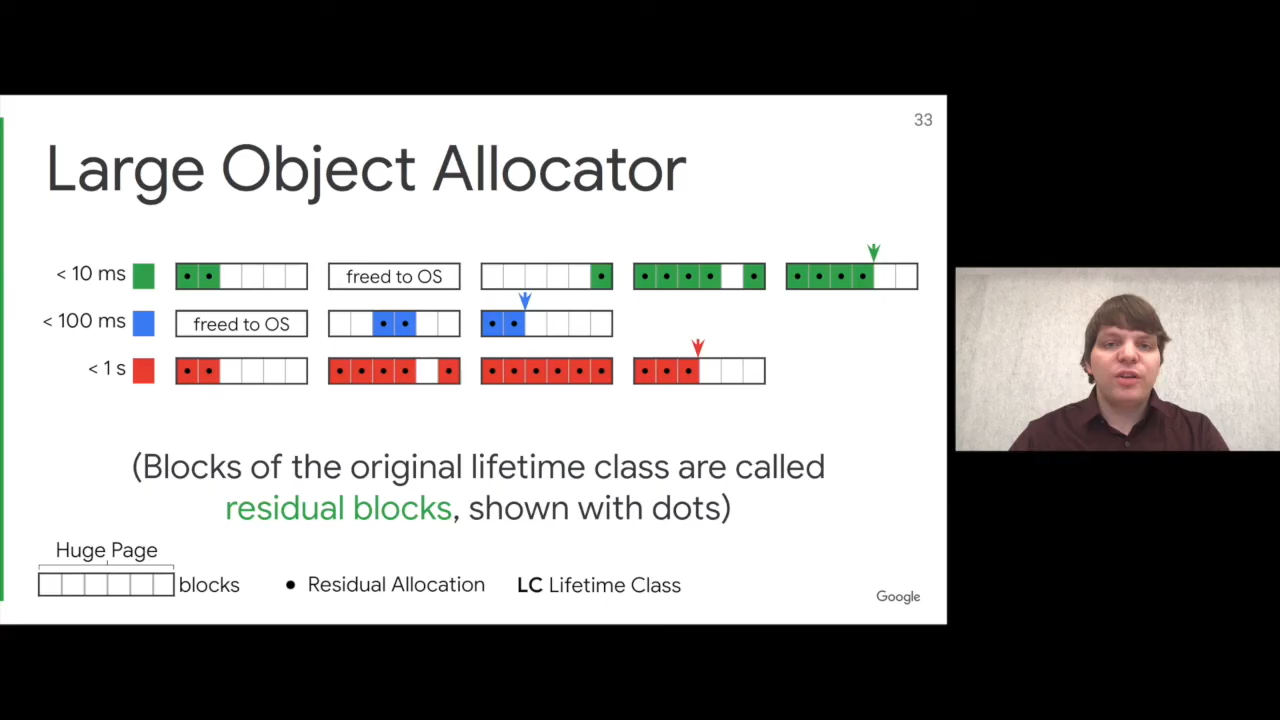 33
Large Object Allocator
< 10 ms
freed to OS
< 100 ms
freed to OS
< 1 s
(Blocks of the original lifetime class are called
residual blocks, shown with dots)
Huge Page
blocks
Residual Allocation
LC Lifetime Class
Google